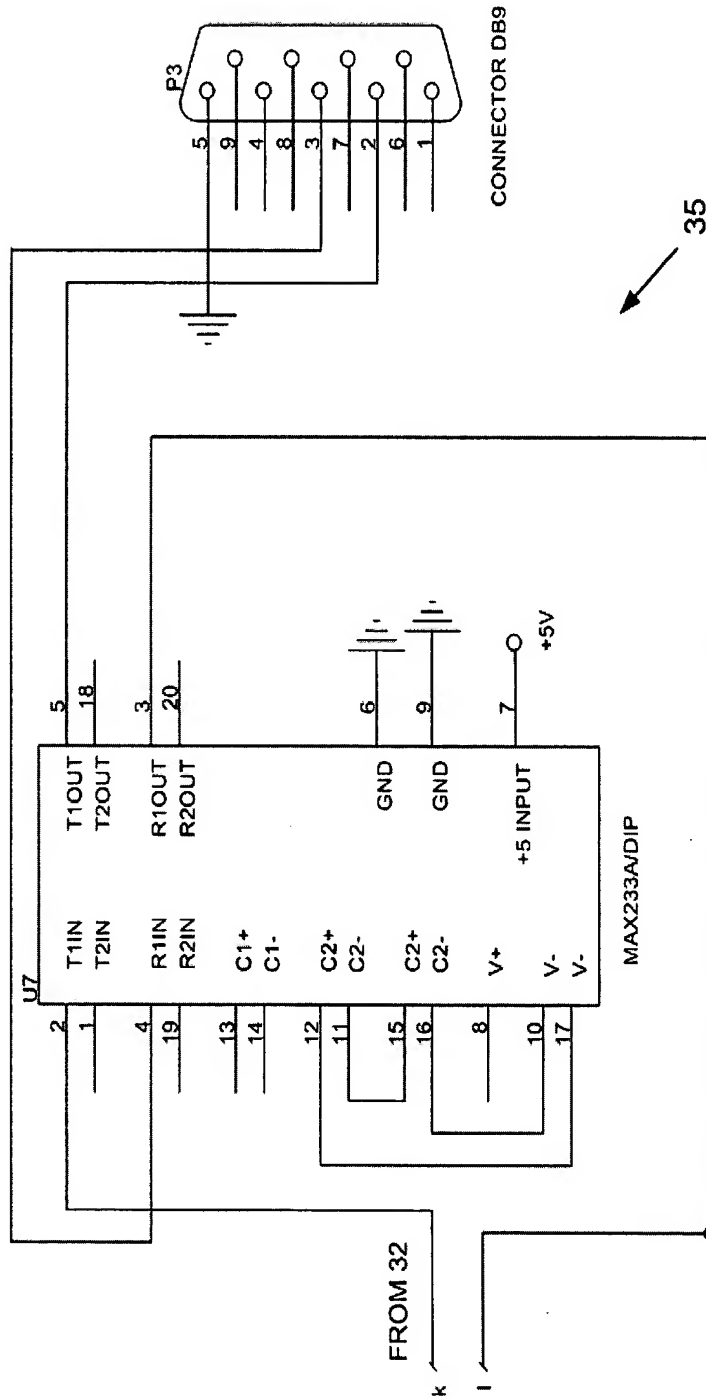 P3
5
9
4
8
3
7
2
6
1
CONNECTOR DB9
35
U7
2 T1IN T1OUT 5
1 T2IN T2OUT 18
4 R1IN R1OUT 3
19 R2IN R2OUT 20
13 C1+
14 C1-
12 C2+
11 C2-
15 C2+
16 C2-
8 V+
10 V-
17 V-
GND 6
GND 9
+5 INPUT 7
+5V
MAX233A/DIP
FROM 32
k
l